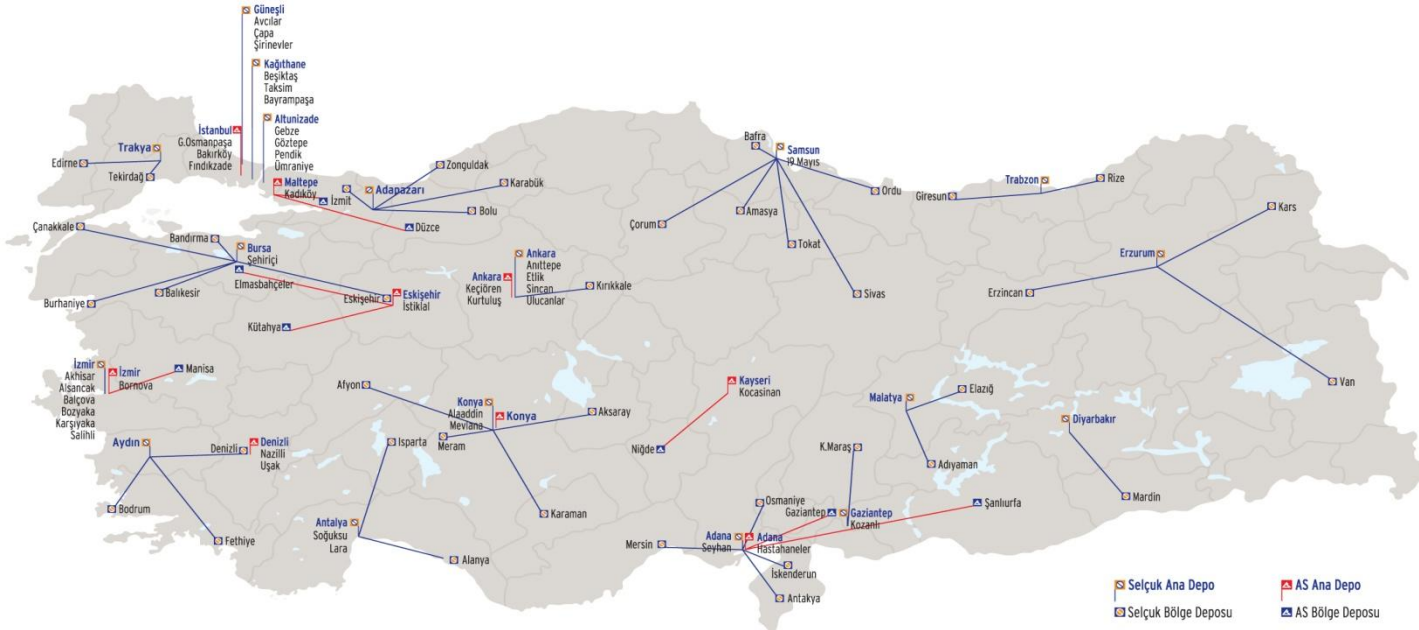 Güneşli
Avcılar
Çapa
Şirinevler
Kağıthane
Beşiktaş
Taksim
Bayrampaşa
Altunizade
Gebze
Göztepe
Pendik
Ümraniye
İstanbul
G.Osmanpaşa
Bakırköy
Fındıkzade
Trakya
Edirne
Tekirdağ
Maltepe
Kadıköy
İzmit
Adapazarı
Zonguldak
Karabük
Bolu
Düzce
Bafra
Samsun
19 Mayıs
Ordu
Çorum
Amasya
Tokat
Sivas
Giresun
Trabzon
Rize
Kars
Erzurum
Erzincan
Van
Çanakkale
Bandırma
Bursa
Şehiriçi
Elmasbahçeler
Burhaniye
Balıkesir
Eskişehir
Eskişehir
İstiklal
Kütahya
Ankara
Keçiören
Kurtuluş
Ankara
Anıttepe
Etlik
Sincan
Ulucanlar
Kırıkkale
İzmir
Akhisar
Alsancak
Balçova
Bozyaka
Karşıyaka
Salihli
İzmir
Bornova
Manisa
Aydın
Denizli
Denizli
Nazilli
Uşak
Bodrum
Fethiye
Afyon
Konya
Alaaddin
Mevlana
Konya
Meram
Aksaray
Karaman
Isparta
Antalya
Soğuksu
Lara
Alanya
Kayseri
Kocasinan
Niğde
Malatya
Elazığ
Adıyaman
Diyarbakır
Mardin
K.Maraş
Osmaniye
Gaziantep
Gaziantep
Kozanlı
Şanlıurfa
Mersin
Adana
Seyhan
Adana
Hastahaneler
İskenderun
Antakya
Selçuk Ana Depo
AS Ana Depo
Selçuk Bölge Deposu
AS Bölge Deposu